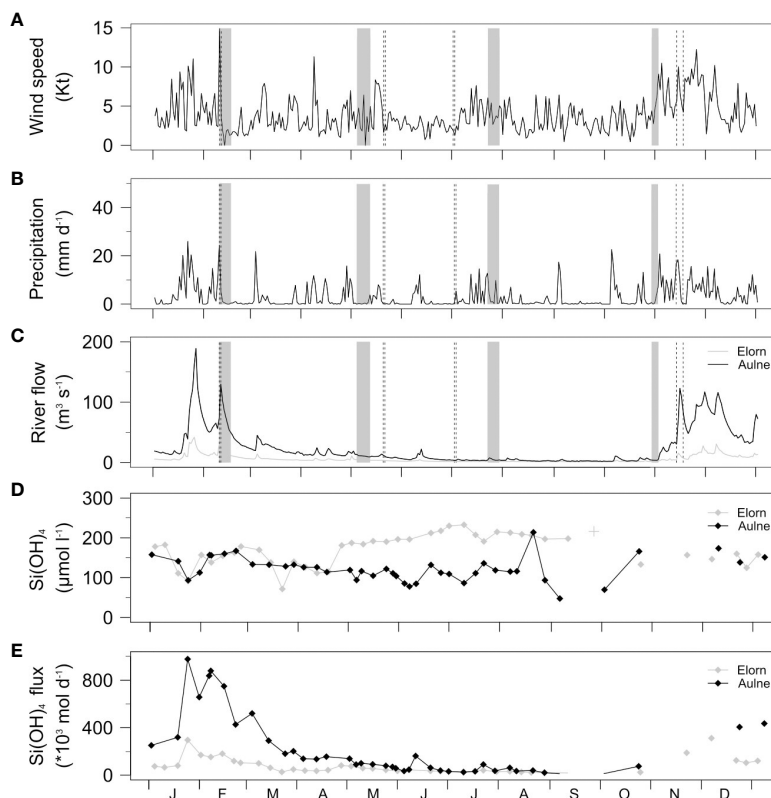 A
Wind speed
(Kt)
15
10
5
0
B
Precipitation
(mm d⁻¹)
40
20
0
C
River flow
(m³ s⁻¹)
200
100
0
Elorn
Aulne
D
Si(OH)₄
(µmol l⁻¹)
300
200
100
0
Elorn
Aulne
E
Si(OH)₄ flux
(*10³ mol d⁻¹)
800
400
0
Elorn
Aulne
J F M A M J J A S O N D